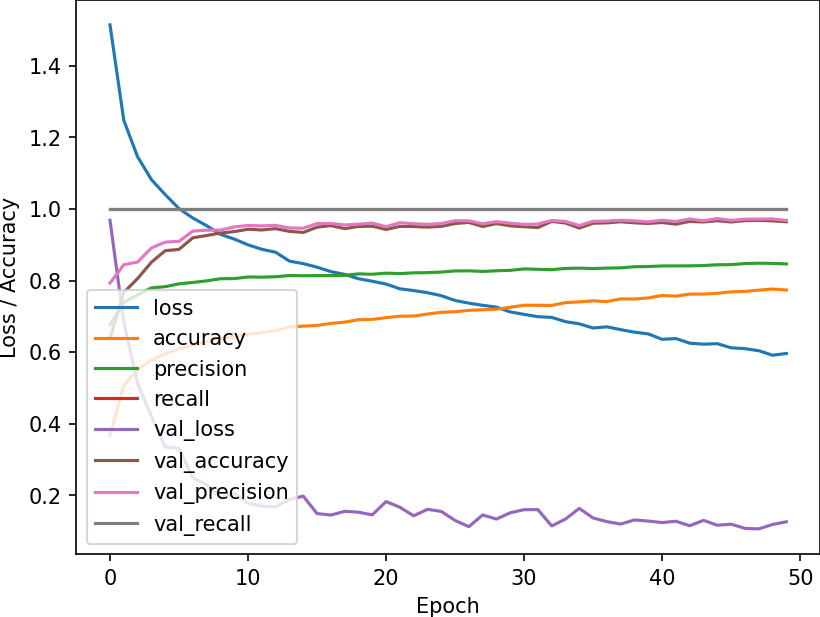 Loss / Accuracy
1.4
1.2
1.0
0.8
0.6
0.4
0.2
loss
accuracy
precision
recall
val_loss
val_accuracy
val_precision
val_recall
0 10 20 30 40 50
Epoch